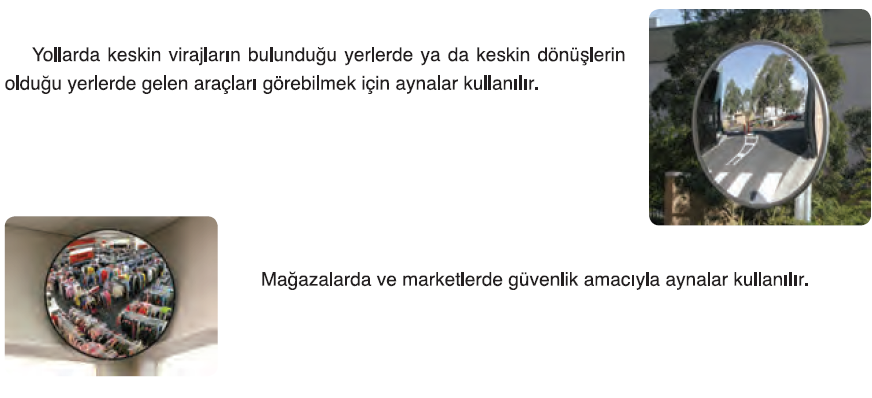 Yollarda keskin virajların bulunduğu yerlerde ya da keskin dönüşlerin
olduğu yerlerde gelen araçları görebilmek için aynalar kullanılır.
Mağazalarda ve marketlerde güvenlik amacıyla aynalar kullanılır.